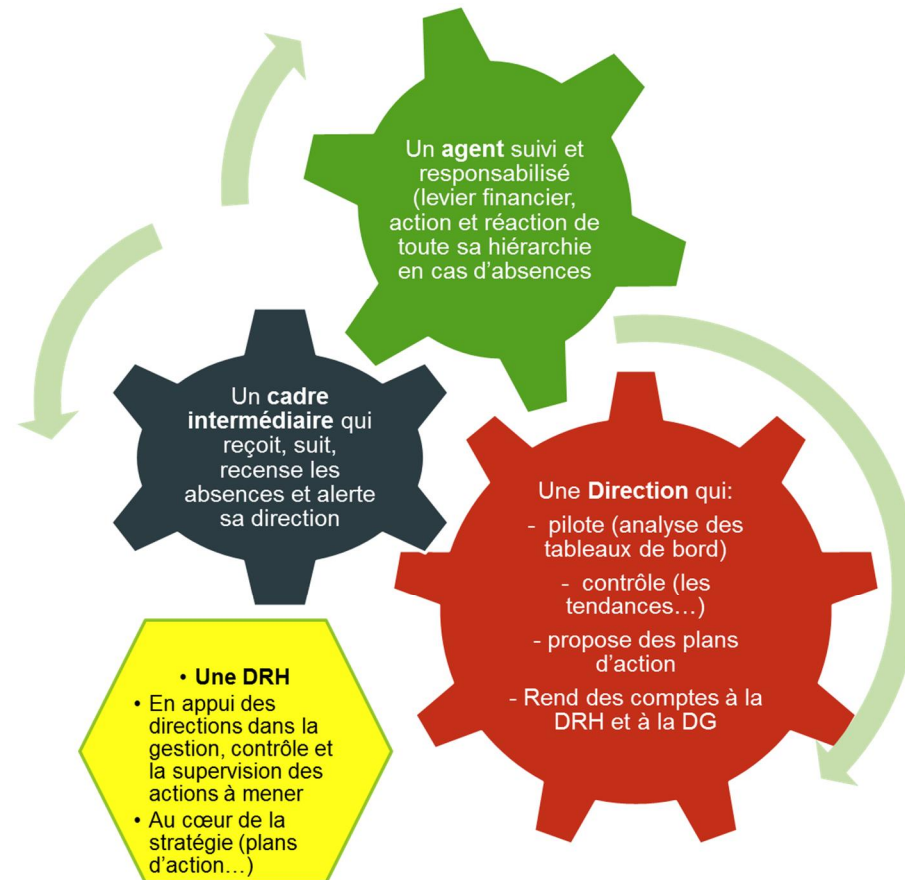 Un agent suivi et
responsabilisé
(levier financier,
action et réaction de
toute sa hiérarchie
en cas d’absences
Un cadre
intermédiaire qui
reçoit, suit,
recense les
absences et alerte
sa direction
Une Direction qui:
- pilote (analyse des
tableaux de bord)
- contrôle (les
tendances…)
- propose des plans
d’action
- Rend des comptes à la
DRH et à la DG
• Une DRH
• En appui des
directions dans la
gestion, contrôle et
la supervision des
actions à mener
• Au cœur de la
stratégie (plans
d’action…)